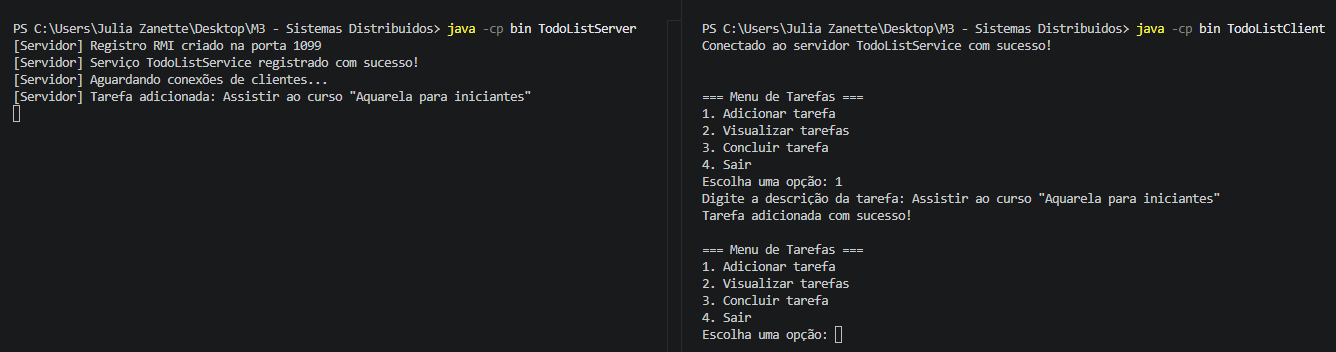 PS C:\Users\Julia Zanette\Desktop\M3 - Sistemas Distribuidos> java -cp bin TodoListServer
[Servidor] Registro RMI criado na porta 1099
[Servidor] Serviço TodoListService registrado com sucesso!
[Servidor] Aguardando conexões de clientes...
[Servidor] Tarefa adicionada: Assistir ao curso "Aquarela para iniciantes"
PS C:\Users\Julia Zanette\Desktop\M3 - Sistemas Distribuidos> java -cp bin TodoListClient
Conectado ao servidor TodoListService com sucesso!
=== Menu de Tarefas ===
1. Adicionar tarefa
2. Visualizar tarefas
3. Concluir tarefa
4. Sair
Escolha uma opção: 1
Digite a descrição da tarefa: Assistir ao curso "Aquarela para iniciantes"
Tarefa adicionada com sucesso!
=== Menu de Tarefas ===
1. Adicionar tarefa
2. Visualizar tarefas
3. Concluir tarefa
4. Sair
Escolha uma opção: